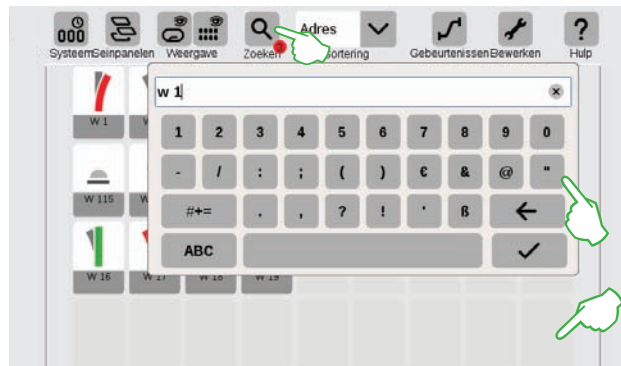 000
Adres
Systeem Seinpanelen Weergave Zoeken Sortering Gebeurtenissen Bewerken Hulp
?
w 1
W 1
1 2 3 4 5 6 7 8 9 0
- / : ; ( ) € & @ "
W 115
#+= . , ? ! ' ß
ABC
W 16 W 17 W 18 W 19